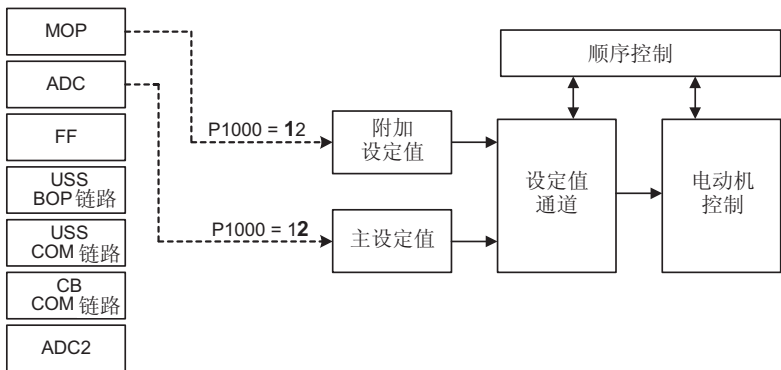 MOP
ADC
FF
USS
BOP 链路
USS
COM 链路
CB
COM 链路
ADC2
P1000 = 12
P1000 = 12
附加
设定值
主设定值
顺序控制
设定值
通道
电动机
控制